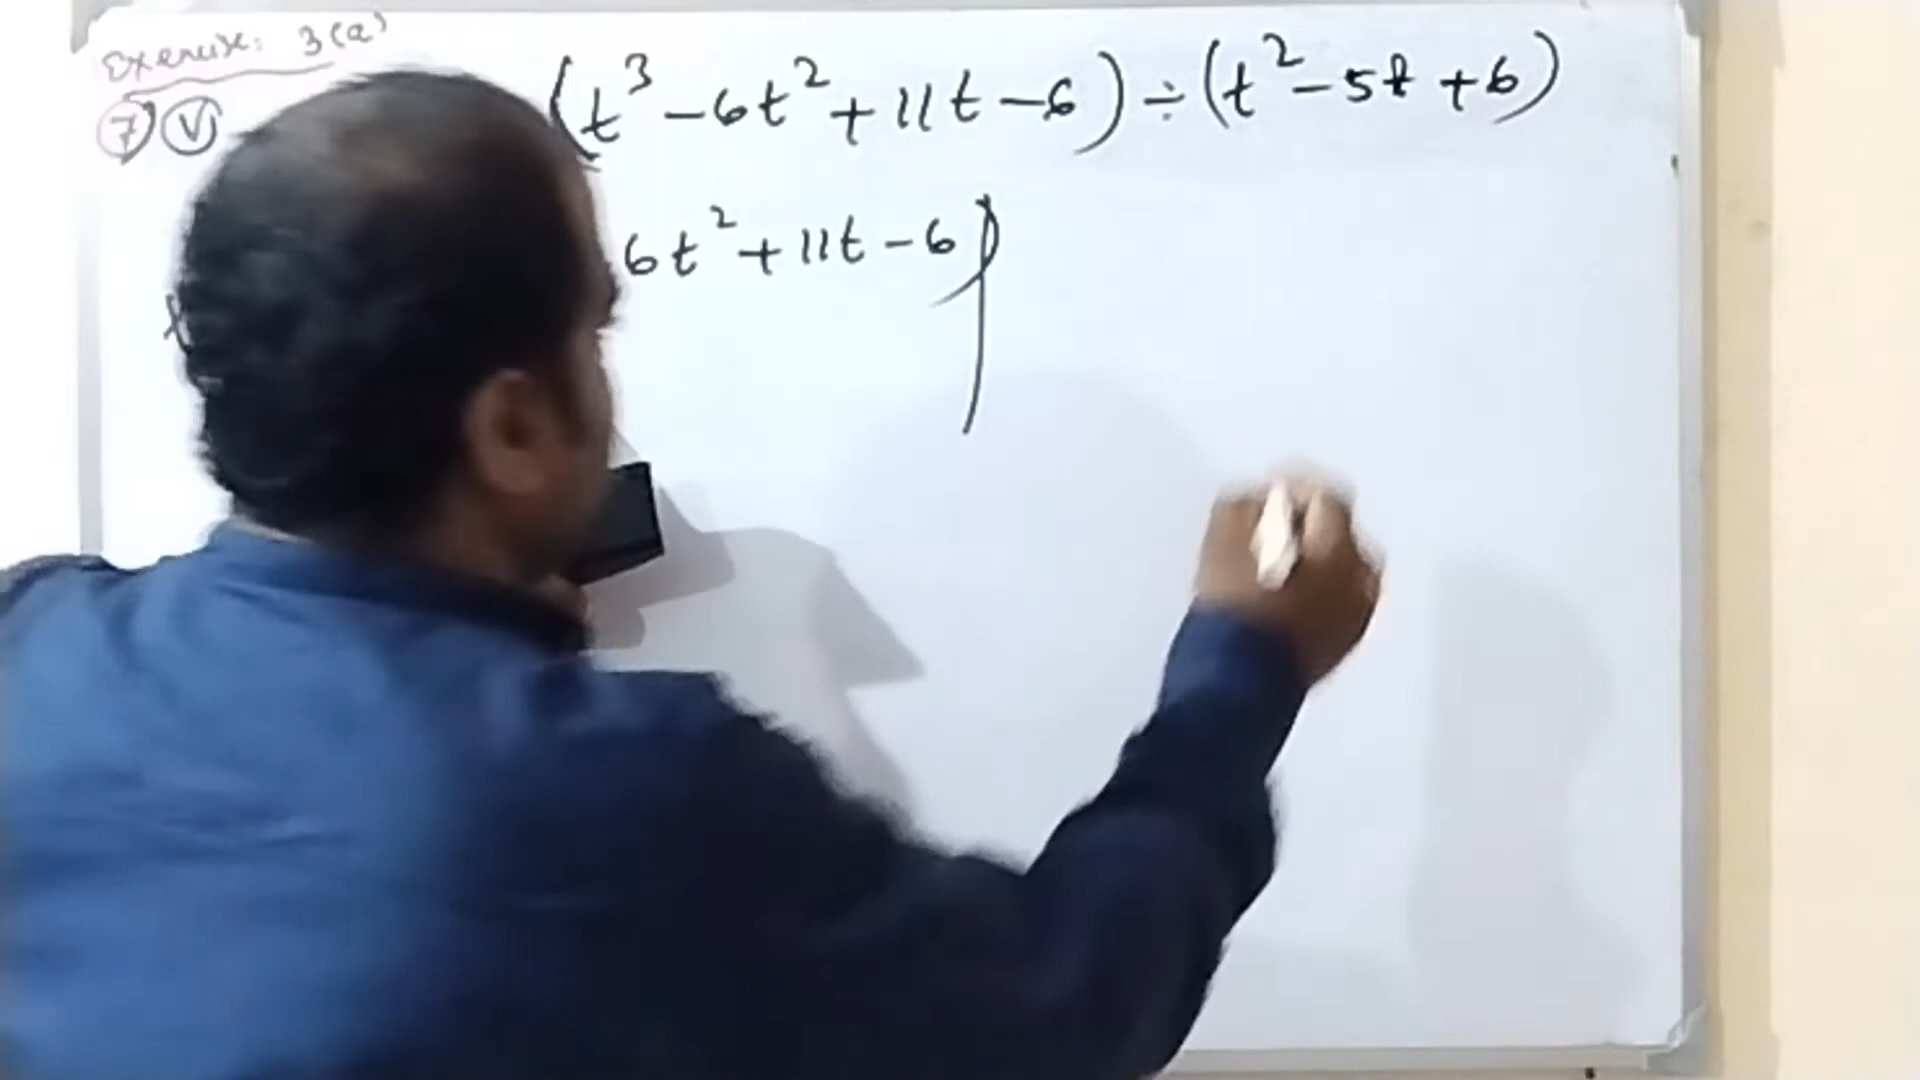 Exercise: 3(a)
7 V (t³ - 6t² + 11t - 6) ÷ (t² - 5t + 6)
6t² + 11t - 6